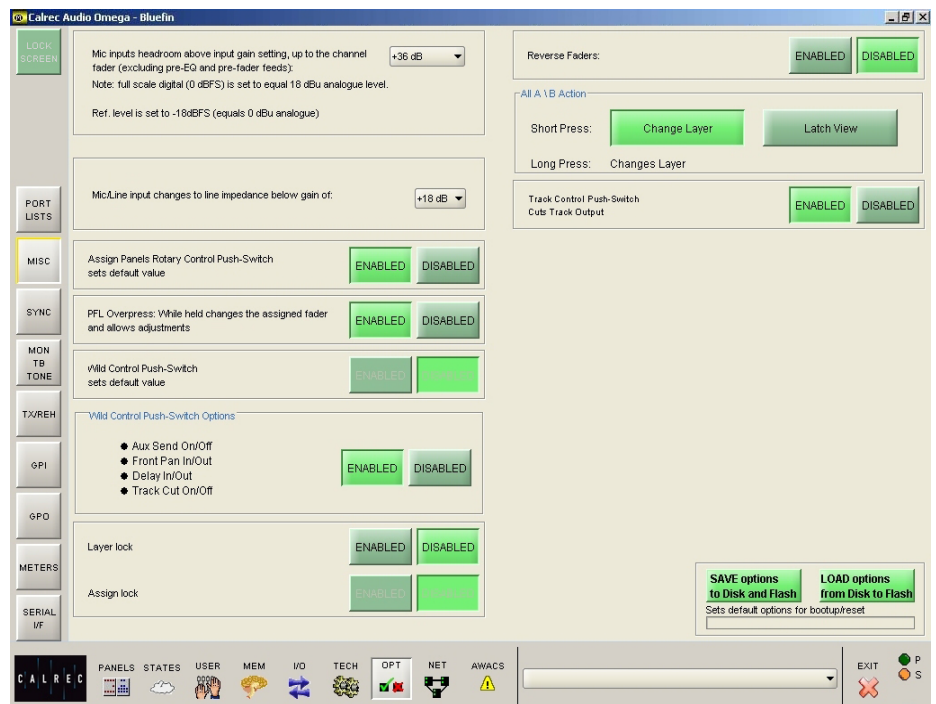 Calrec Audio Omega - Bluefin
LOCK
SCREEN
Mic inputs headroom above input gain setting, up to the channel
fader (excluding pre-EQ and pre-fader feeds):
+36 dB
Note: full scale digital (0 dBFS) is set to equal 18 dBu analogue level.
Ref. level is set to -18dBFS (equals 0 dBu analogue)
Mic/Line input changes to line impedance below gain of:
+18 dB
Assign Panels Rotary Control Push-Switch
sets default value
ENABLED
DISABLED
PFL Overpress: While held changes the assigned fader
and allows adjustments
ENABLED
DISABLED
Wild Control Push-Switch
sets default value
ENABLED
DISABLED
Wild Control Push-Switch Options
Aux Send On/Off
Front Pan In/Out
Delay In/Out
Track Cut On/Off
ENABLED
DISABLED
Layer lock
ENABLED
DISABLED
Assign lock
ENABLED
DISABLED
Reverse Faders:
ENABLED
DISABLED
All A \ B Action
Short Press:
Change Layer
Latch View
Long Press:
Changes Layer
Track Control Push-Switch
Cuts Track Output
ENABLED
DISABLED
SAVE options
to Disk and Flash
LOAD options
from Disk to Flash
Sets default options for bootup/reset
PORT
LISTS
MISC
SYNC
MON
TB
TONE
TX/REH
GPI
GPO
METERS
SERIAL
I/F
CALREC
PANELS
STATES
USER
MEM
I/O
TECH
OPT
NET
AWACS
EXIT
P
S